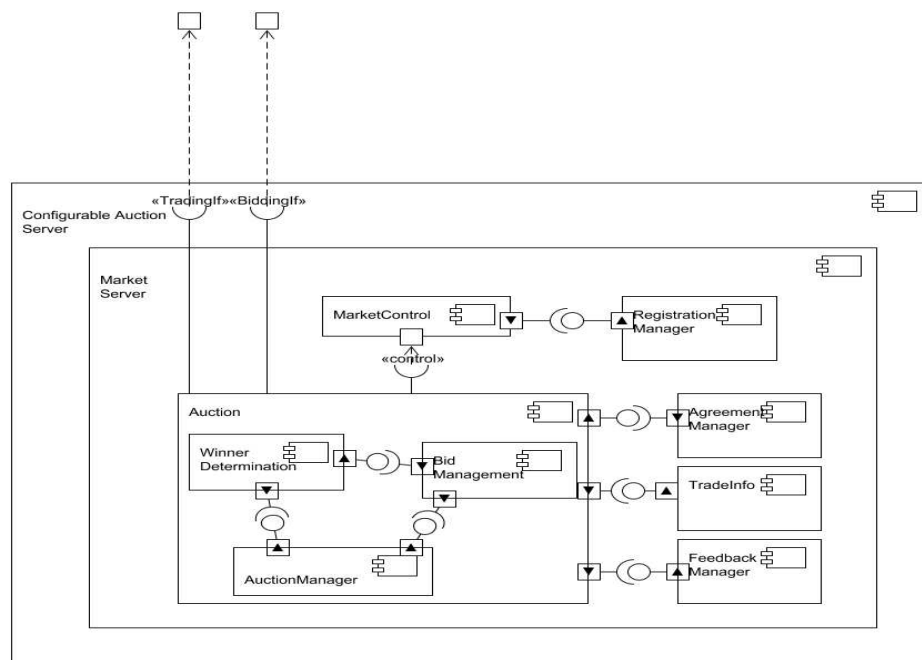 «TradingIf»«BiddingIf»
Configurable Auction
Server
Market
Server
MarketControl
Registration
Manager
«control»
Auction
Agreement
Manager
Winner
Determination
Bid
Management
TradeInfo
AuctionManager
Feedback
Manager